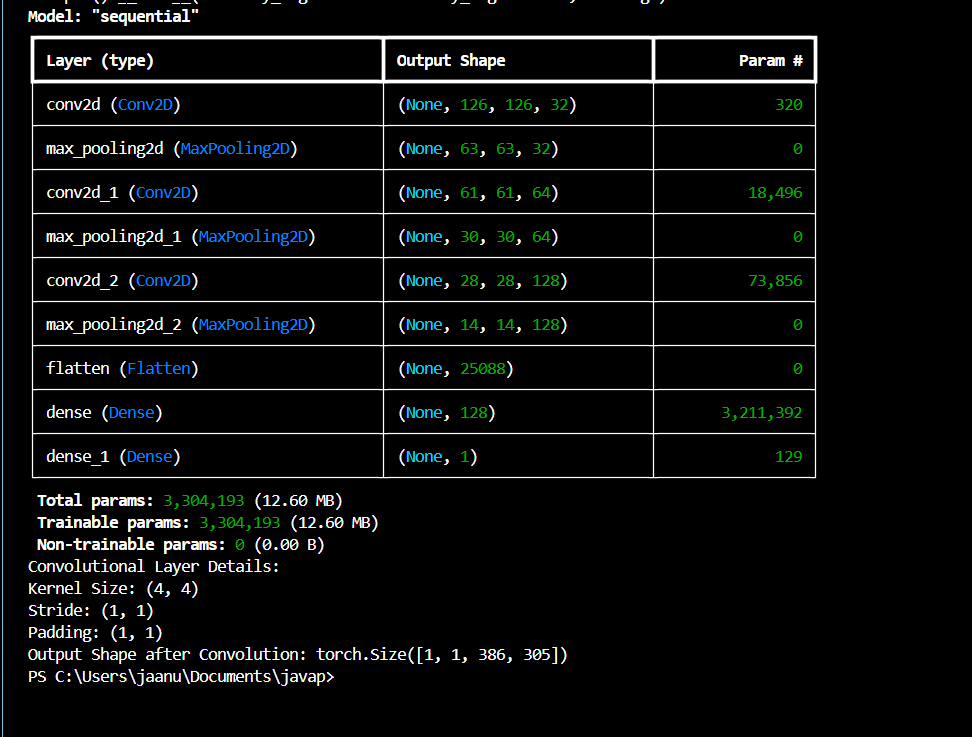 Model: "sequential"
Layer (type) Output Shape Param #
conv2d (Conv2D) (None, 126, 126, 32) 320
max_pooling2d (MaxPooling2D) (None, 63, 63, 32) 0
conv2d_1 (Conv2D) (None, 61, 61, 64) 18,496
max_pooling2d_1 (MaxPooling2D) (None, 30, 30, 64) 0
conv2d_2 (Conv2D) (None, 28, 28, 128) 73,856
max_pooling2d_2 (MaxPooling2D) (None, 14, 14, 128) 0
flatten (Flatten) (None, 25088) 0
dense (Dense) (None, 128) 3,211,392
dense_1 (Dense) (None, 1) 129
Total params: 3,304,193 (12.60 MB)
Trainable params: 3,304,193 (12.60 MB)
Non-trainable params: 0 (0.00 B)
Convolutional Layer Details:
Kernel Size: (4, 4)
Stride: (1, 1)
Padding: (1, 1)
Output Shape after Convolution: torch.Size([1, 1, 386, 305])
PS C:\Users\jaanu\Documents\javap>